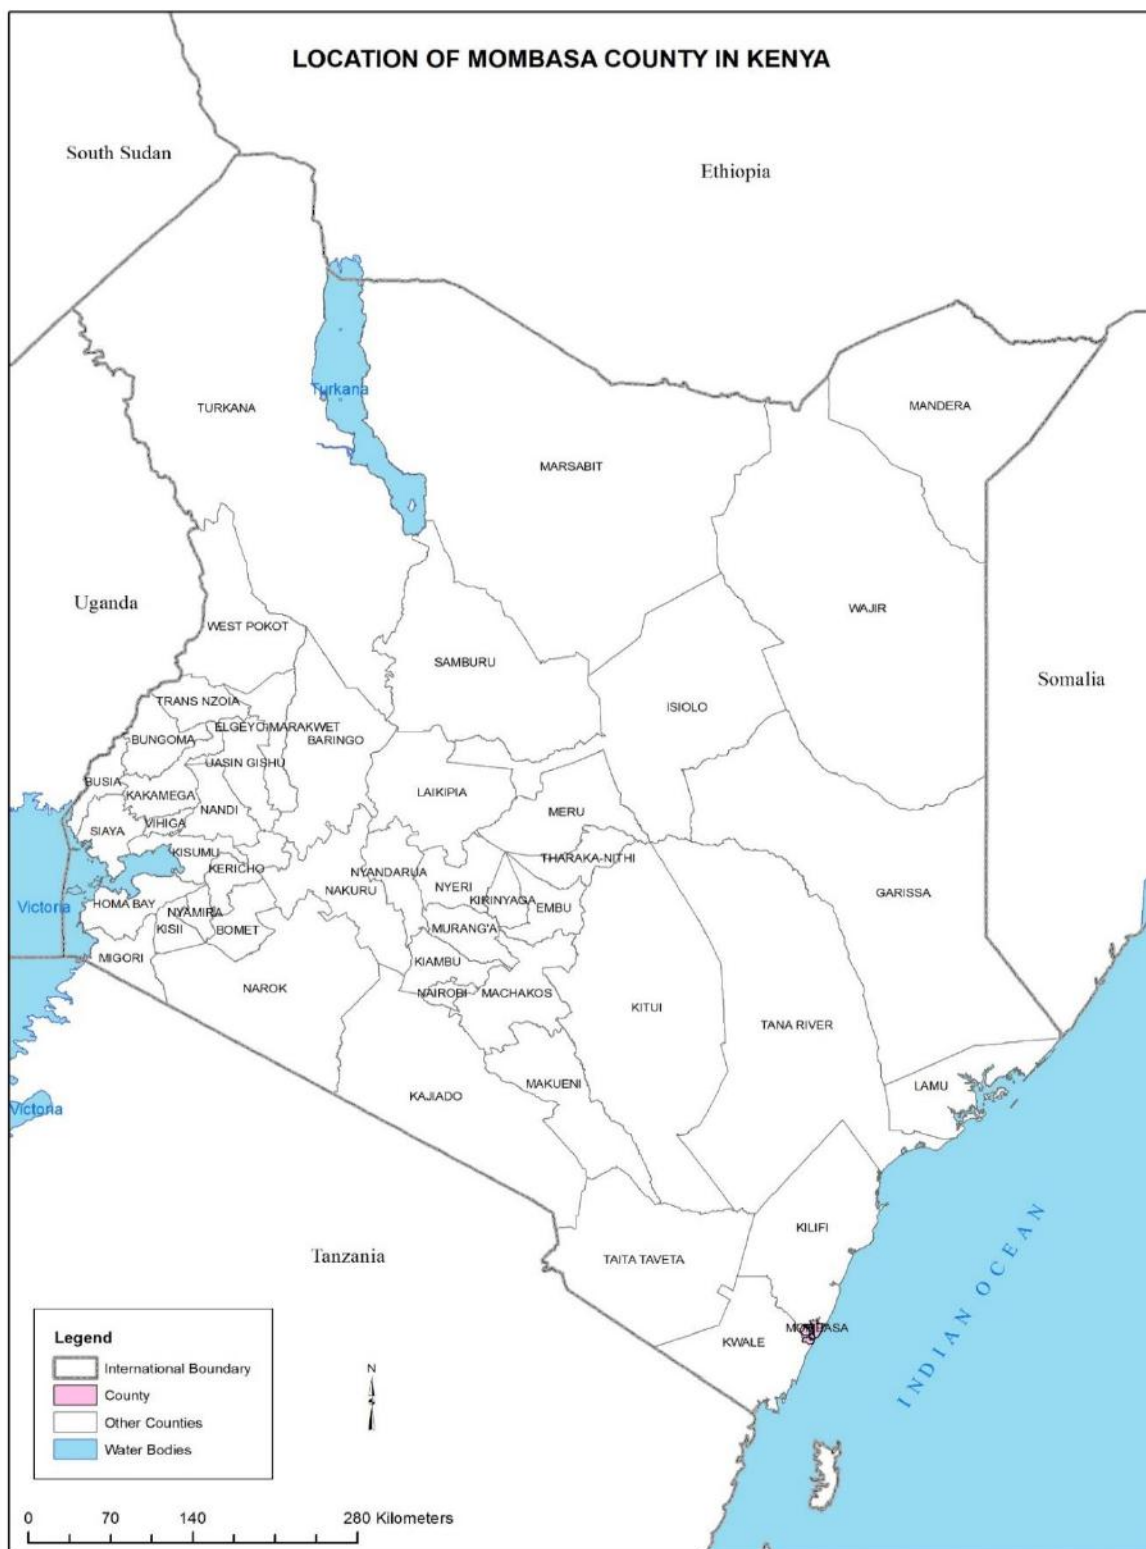 LOCATION OF MOMBASA COUNTY IN KENYA
South Sudan
Ethiopia
Turkana
TURKANA
MANDERA
MARSABIT
Uganda
WAJIR
WEST POKOT
SAMBURU
Somalia
TRANS NZOIA
ISIOLO
ELGEYO MARAKWET
BUNGOMA
BARINGO
UASIN GISHU
BUSIA
KAKAMEGA
LAIKIPIA
NANDI
MERU
VIHIGA
SIAYA
KISUMU
THARAKA-NITHI
KERICHO
NYANDARUA
NAKURU
NYERI
GARISSA
KIRINYAGA
HOMA BAY
Victoria
NYAMIRA
EMBU
KISII
BOMET
MURANG'A
MIGORI
KIAMBU
NAROK
NAIROBI
MACHAKOS
KITUI
TANA RIVER
MAKUENI
LAMU
KAJIADO
Victoria
KILIFI
Tanzania
TAITA TAVETA
INDIAN OCEAN
MOMBASA
KWALE
Legend
International Boundary
County
Other Counties
Water Bodies
N
0 70 140 280 Kilometers